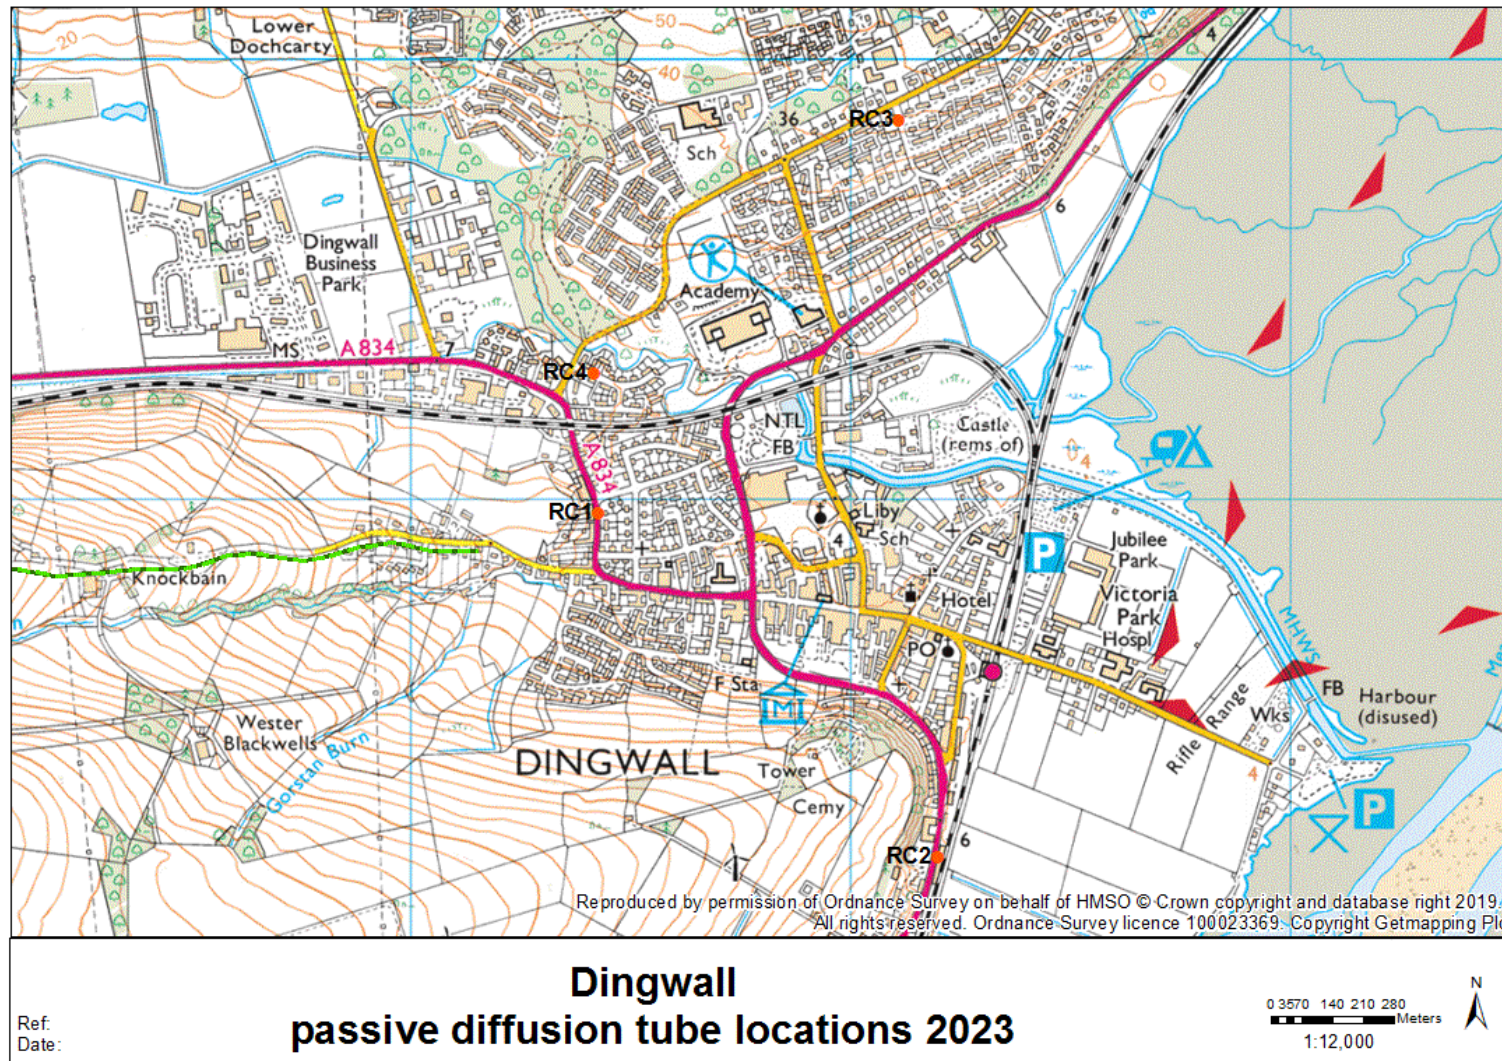 50
20
Lower
Dochcarty
40
4
36
RC3
Sch
6
Dingwall
Business
Park
Academy
MS
A 834
7
RC4
NTL
FB
Castle
(rems of)
4
A 834
RC1
Liby
Sch
4
P
Jubilee
Park
Knockbain
Hotel
Victoria
Park
Hospl
MHWS
PO
F Sta
M
FB
Harbour
(disused)
Rifle Range
Wks
Wester
Blackwells
Gorstan Burn
DINGWALL
Tower
Cemy
4
P
6
RC2
Reproduced by permission of Ordnance Survey on behalf of HMSO © Crown copyright and database right 2019.
All rights reserved. Ordnance Survey licence 100023369. Copyright Getmapping Plc
Dingwall
passive diffusion tube locations 2023
Ref:
Date:
N
0 3570 140 210 280
Meters
1:12,000